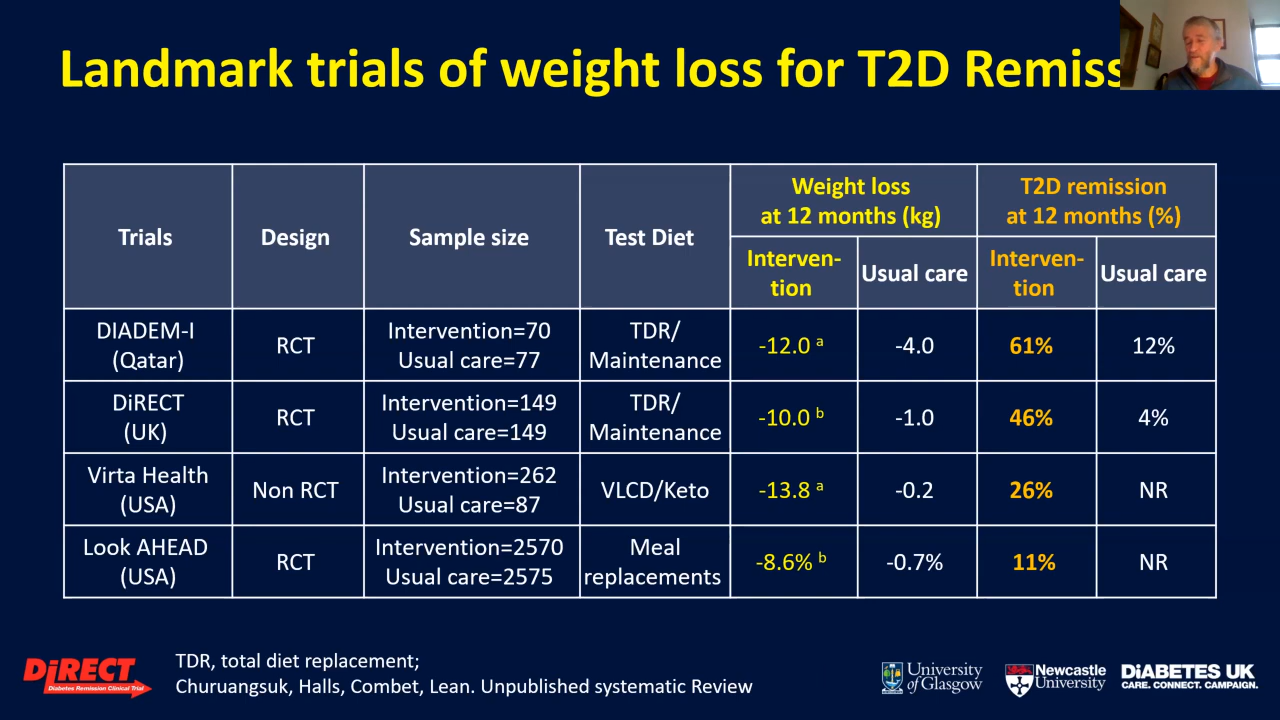 Landmark trials of weight loss for T2D Remiss
Trials
Design
Sample size
Test Diet
Weight loss
at 12 months (kg)
T2D remission
at 12 months (%)
Interven-
tion
Usual care
Interven-
tion
Usual care
DIADEM-I
(Qatar)
RCT
Intervention=70
Usual care=77
TDR/
Maintenance
-12.0 a
-4.0
61%
12%
DiRECT
(UK)
RCT
Intervention=149
Usual care=149
TDR/
Maintenance
-10.0 b
-1.0
46%
4%
Virta Health
(USA)
Non RCT
Intervention=262
Usual care=87
VLCD/Keto
-13.8 a
-0.2
26%
NR
Look AHEAD
(USA)
RCT
Intervention=2570
Usual care=2575
Meal
replacements
-8.6% b
-0.7%
11%
NR
DiRECT
Diabetes Remission Clinical Trial
TDR, total diet replacement;
Churuangsuk, Halls, Combet, Lean. Unpublished systematic Review
University
of Glasgow
Newcastle
University
DiABETES UK
CARE. CONNECT. CAMPAIGN.